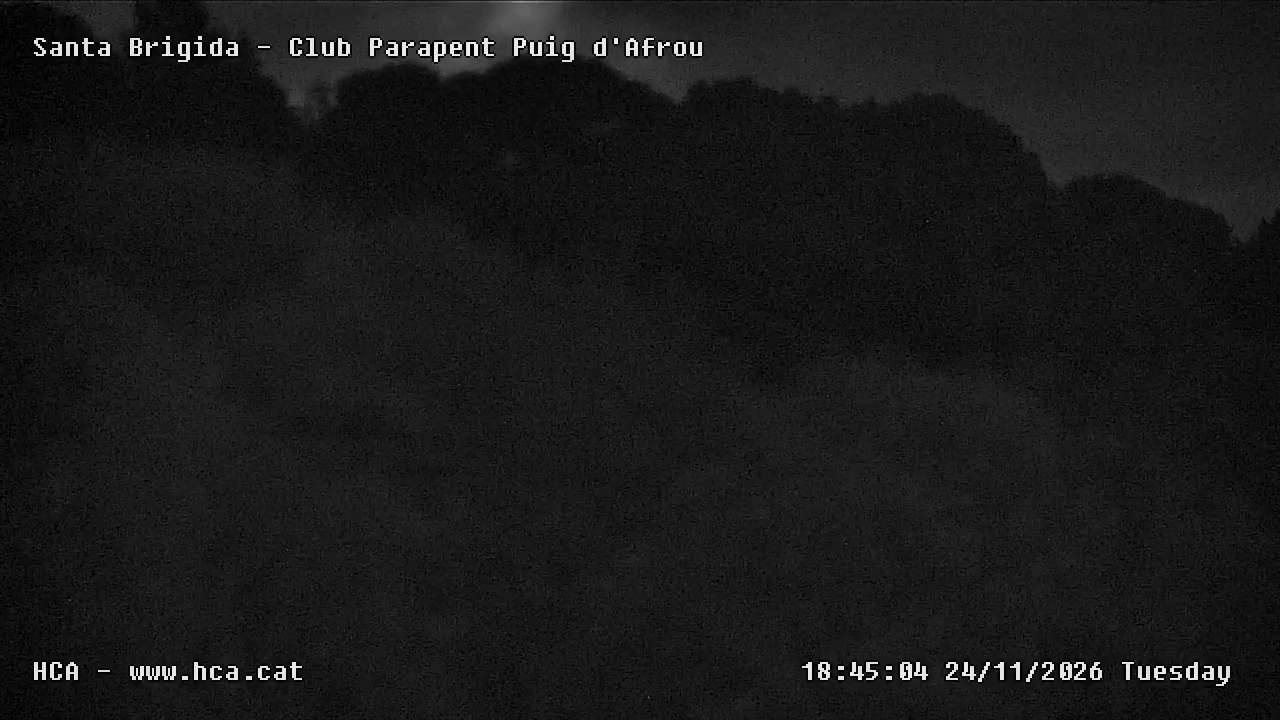 Santa Brigida - Club Parapent Puig d'Afrou
HCA - www.hca.cat
18:45:04 24/11/2026 Tuesday